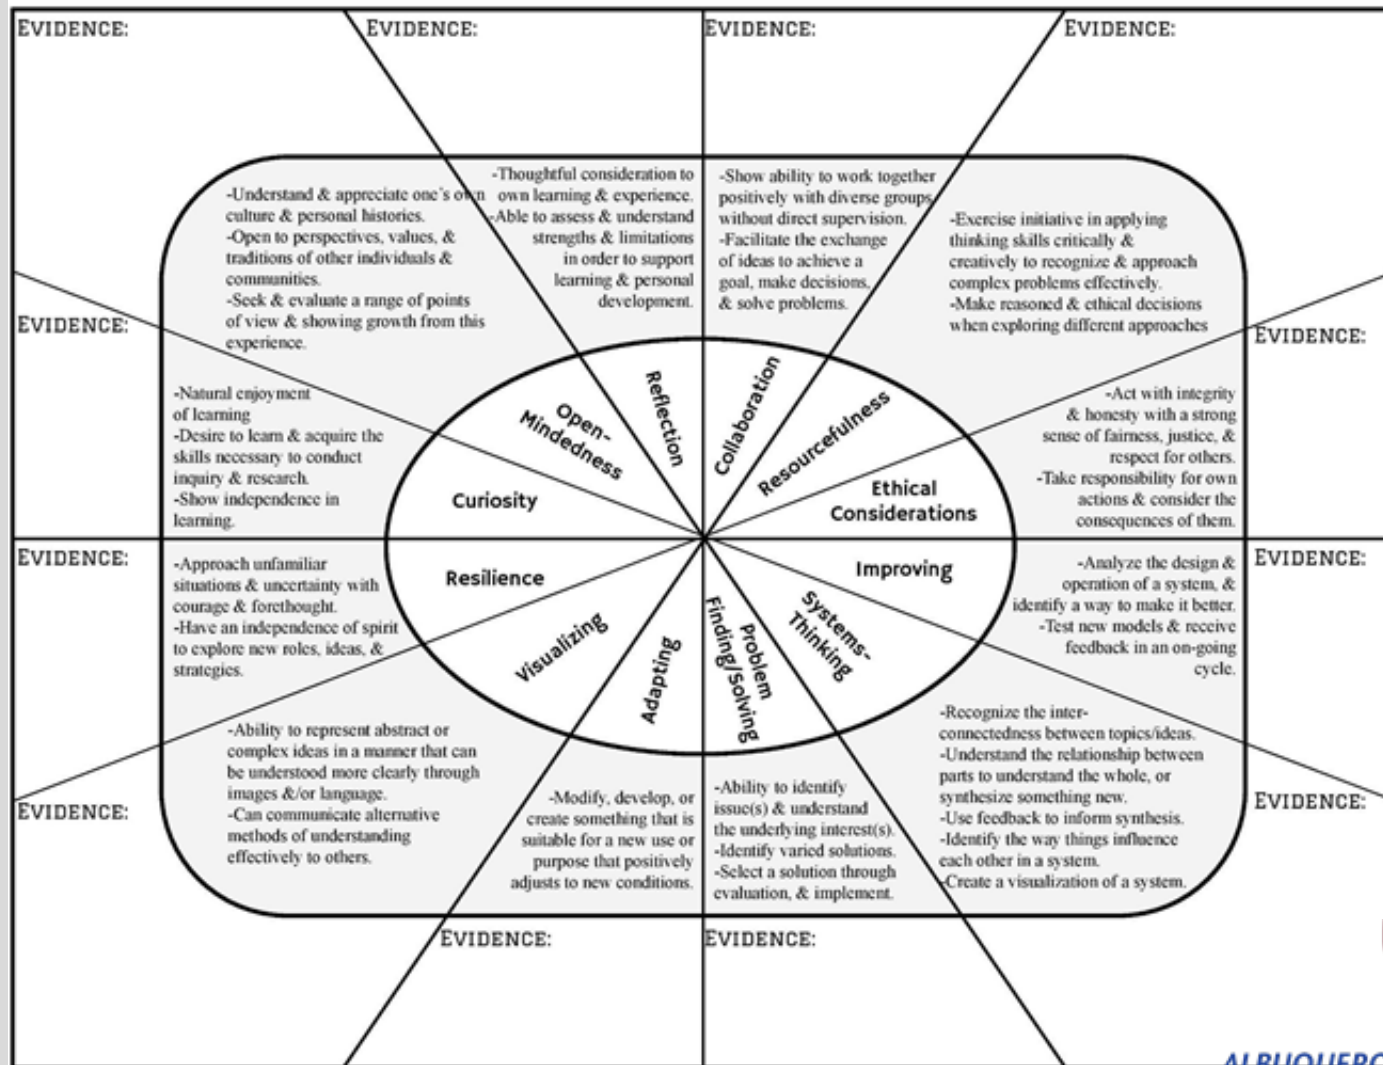 EVIDENCE:
EVIDENCE:
EVIDENCE:
EVIDENCE:
-Understand & appreciate one's own
culture & personal histories.
-Open to perspectives, values, &
traditions of other individuals &
communities.
-Seek & evaluate a range of points
of view & showing growth from this
experience.
-Thoughtful consideration to
own learning & experience.
-Able to assess & understand
strengths & limitations
in order to support
learning & personal
development.
-Show ability to work together
positively with diverse groups,
without direct supervision.
-Facilitate the exchange
of ideas to achieve a
goal, make decisions,
& solve problems.
-Exercise initiative in applying
thinking skills critically &
creatively to recognize & approach
complex problems effectively.
-Make reasoned & ethical decisions
when exploring different approaches
EVIDENCE:
EVIDENCE:
-Natural enjoyment
of learning
-Desire to learn & acquire the
skills necessary to conduct
inquiry & research.
-Show independence in
learning.
Open-
Mindedness
Reflection
Collaboration
Resourcefulness
-Act with integrity
& honesty with a strong
sense of fairness, justice, &
respect for others.
-Take responsibility for own
actions & consider the
consequences of them.
Curiosity
Ethical
Considerations
EVIDENCE:
EVIDENCE:
-Approach unfamiliar
situations & uncertainty with
courage & forethought.
-Have an independence of spirit
to explore new roles, ideas, &
strategies.
Resilience
Improving
-Analyze the design &
operation of a system, &
identify a way to make it better.
-Test new models & receive
feedback in an on-going
cycle.
Visualizing
Adapting
Problem
Finding/Solving
Systems-
Thinking
-Ability to represent abstract or
complex ideas in a manner that can
be understood more clearly through
images &/or language.
-Can communicate alternative
methods of understanding
effectively to others.
-Modify, develop, or
create something that is
suitable for a new use or
purpose that positively
adjusts to new conditions.
-Ability to identify
issue(s) & understand
the underlying interest(s).
-Identify varied solutions.
-Select a solution through
evaluation, & implement.
-Recognize the inter-
connectedness between topics/ideas.
-Understand the relationship between
parts to understand the whole, or
synthesize something new.
-Use feedback to inform synthesis.
-Identify the way things influence
each other in a system.
-Create a visualization of a system.
EVIDENCE:
EVIDENCE:
EVIDENCE:
EVIDENCE: